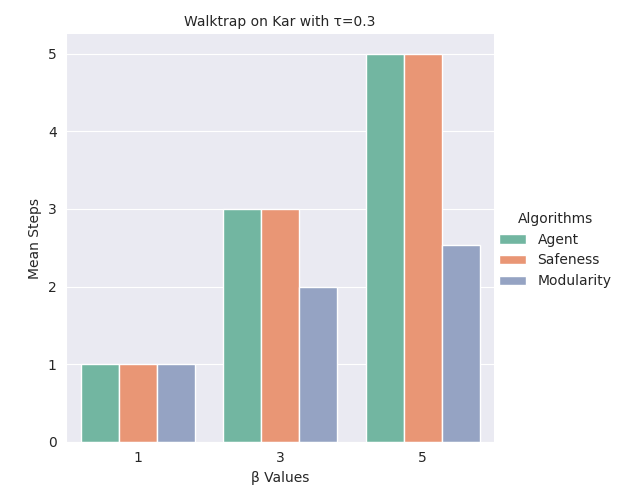 Walktrap on Kar with τ=0.3
Mean Steps
5
4
3
2
1
0
1 3 5
β Values
Algorithms
Agent
Safeness
Modularity